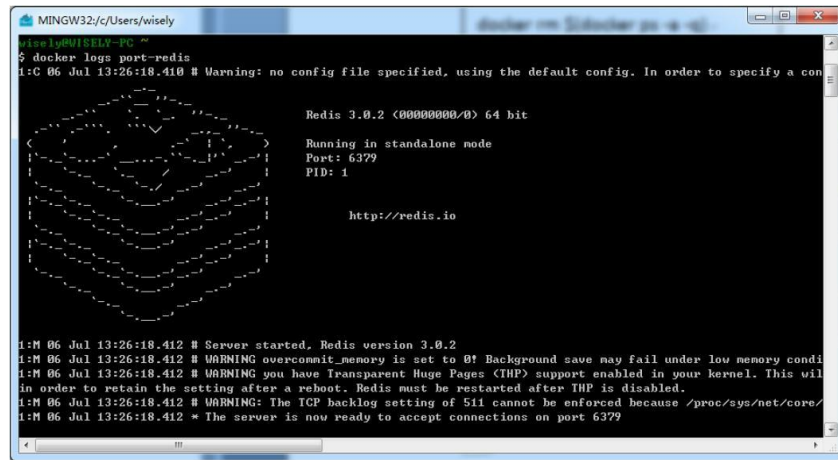 MINGW32:/c/Users/wisely
docker rm $(docker ps -a -q)
wisely@WISELY-PC ~
$ docker logs port-redis
1:C 06 Jul 13:26:18.410 # Warning: no config file specified, using the default config. In order to specify a con
Redis 3.0.2 (00000000/0) 64 bit
Running in standalone mode
Port: 6379
PID: 1
http://redis.io
1:M 06 Jul 13:26:18.412 # Server started, Redis version 3.0.2
1:M 06 Jul 13:26:18.412 # WARNING overcommit_memory is set to 0! Background save may fail under low memory condi
1:M 06 Jul 13:26:18.412 # WARNING you have Transparent Huge Pages (THP) support enabled in your kernel. This wil
in order to retain the setting after a reboot. Redis must be restarted after THP is disabled.
1:M 06 Jul 13:26:18.412 # WARNING: The TCP backlog setting of 511 cannot be enforced because /proc/sys/net/core/
1:M 06 Jul 13:26:18.412 * The server is now ready to accept connections on port 6379